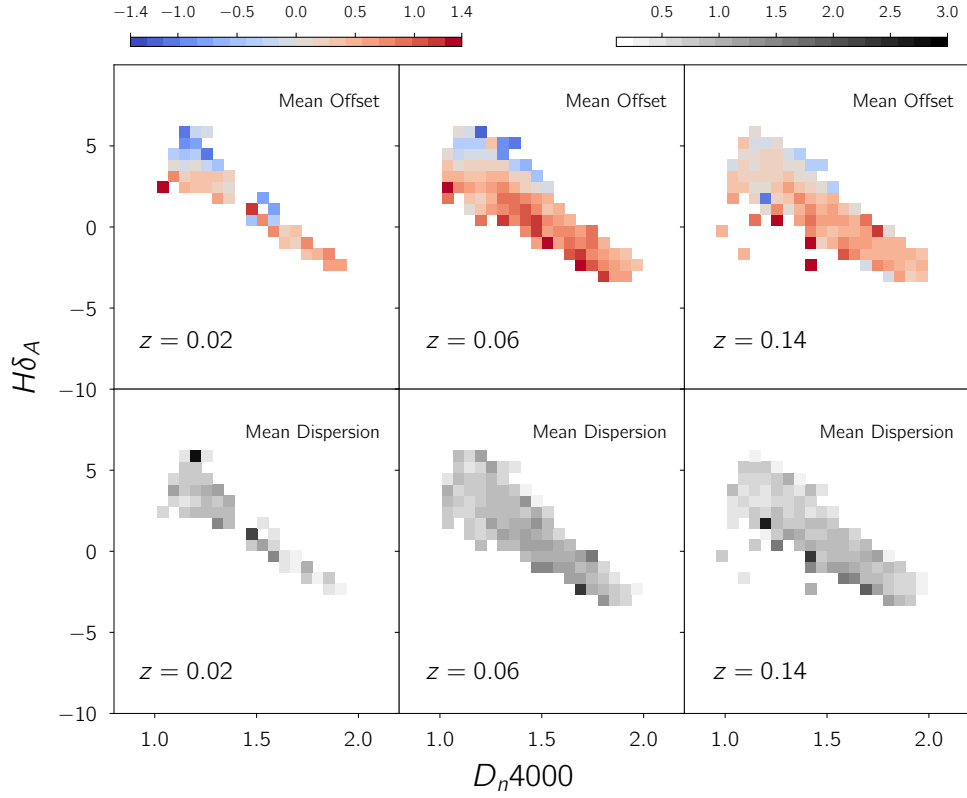 −1.4 −1.0 −0.5 0.0 0.5 1.0 1.4
0.5 1.0 1.5 2.0 2.5 3.0
Mean Offset Mean Offset Mean Offset
5
0
−5
−10
z = 0.02 z = 0.06 z = 0.14
Mean Dispersion Mean Dispersion Mean Dispersion
5
0
−5
−10
z = 0.02 z = 0.06 z = 0.14
HδA
1.0 1.5 2.0 1.0 1.5 2.0 1.0 1.5 2.0
Dn4000